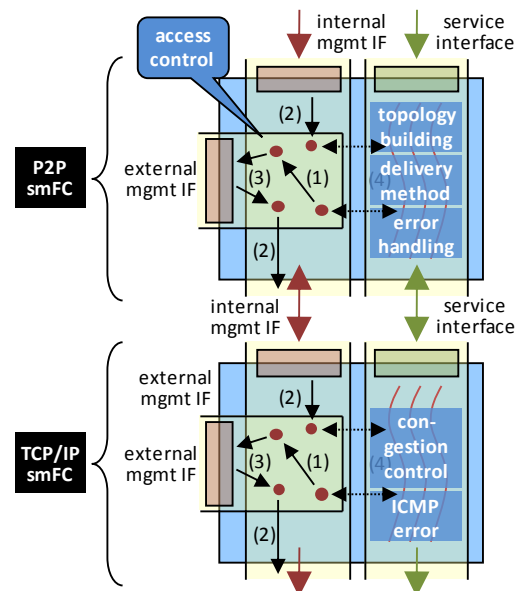 internal
mgmt IF
service
interface
access
control
(2)
topology
building
P2P
smFC
external
mgmt IF
(3)
(1)
(4)
delivery
method
(2)
error
handling
internal
mgmt IF
service
interface
external
mgmt IF
(2)
TCP/IP
smFC
external
mgmt IF
(3)
(1)
(4)
con-
gestion
control
(2)
ICMP
error